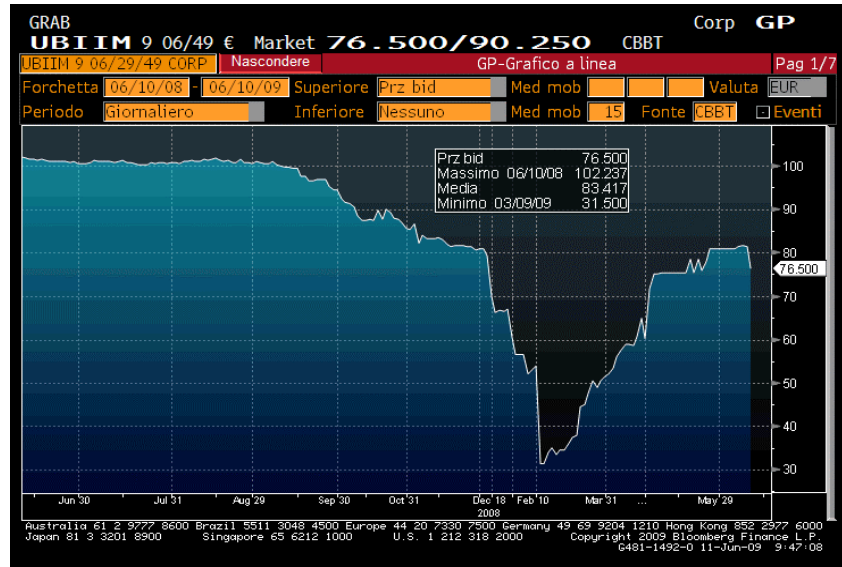 GRAB Corp GP
UBIIM 9 06/49 € Market 76.500/90.250 CBBT
UBIIM 9 06/29/49 CORP Nascondere GP-Grafico a linea Pag 1/7
Forchetta 06/10/08 - 06/10/09 Superiore Prz bid Med mob Valuta EUR
Periodo Giornaliero Inferiore Nessuno Med mob 15 Fonte CBBT Eventi
Prz bid 76.500
Massimo 06/10/08 102.237
Media 83.417
Minimo 03/09/09 31.500
100
90
80
76.500
70
60
50
40
30
Jun'30 Jul'31 Aug'29 Sep'30 Oct'31 Dec'18 Feb'10 Mar'31 ... May'29
2008
Australia 61 2 9777 8600 Brazil 5511 3048 4500 Europe 44 20 7330 7500 Germany 49 69 9204 1210 Hong Kong 852 2977 6000
Japan 81 3 3201 8900 Singapore 65 6212 1000 U.S. 1 212 318 2000 Copyright 2009 Bloomberg Finance L.P.
G481-1492-0 11-Jun-09 9:47:08